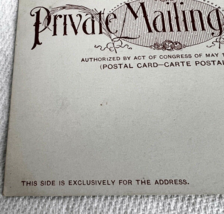 Private Mailing
AUTHORIZED BY ACT OF CONGRESS OF MAY 1
(POSTAL CARD—CARTE POSTAL
THIS SIDE IS EXCLUSIVELY FOR THE ADDRESS.